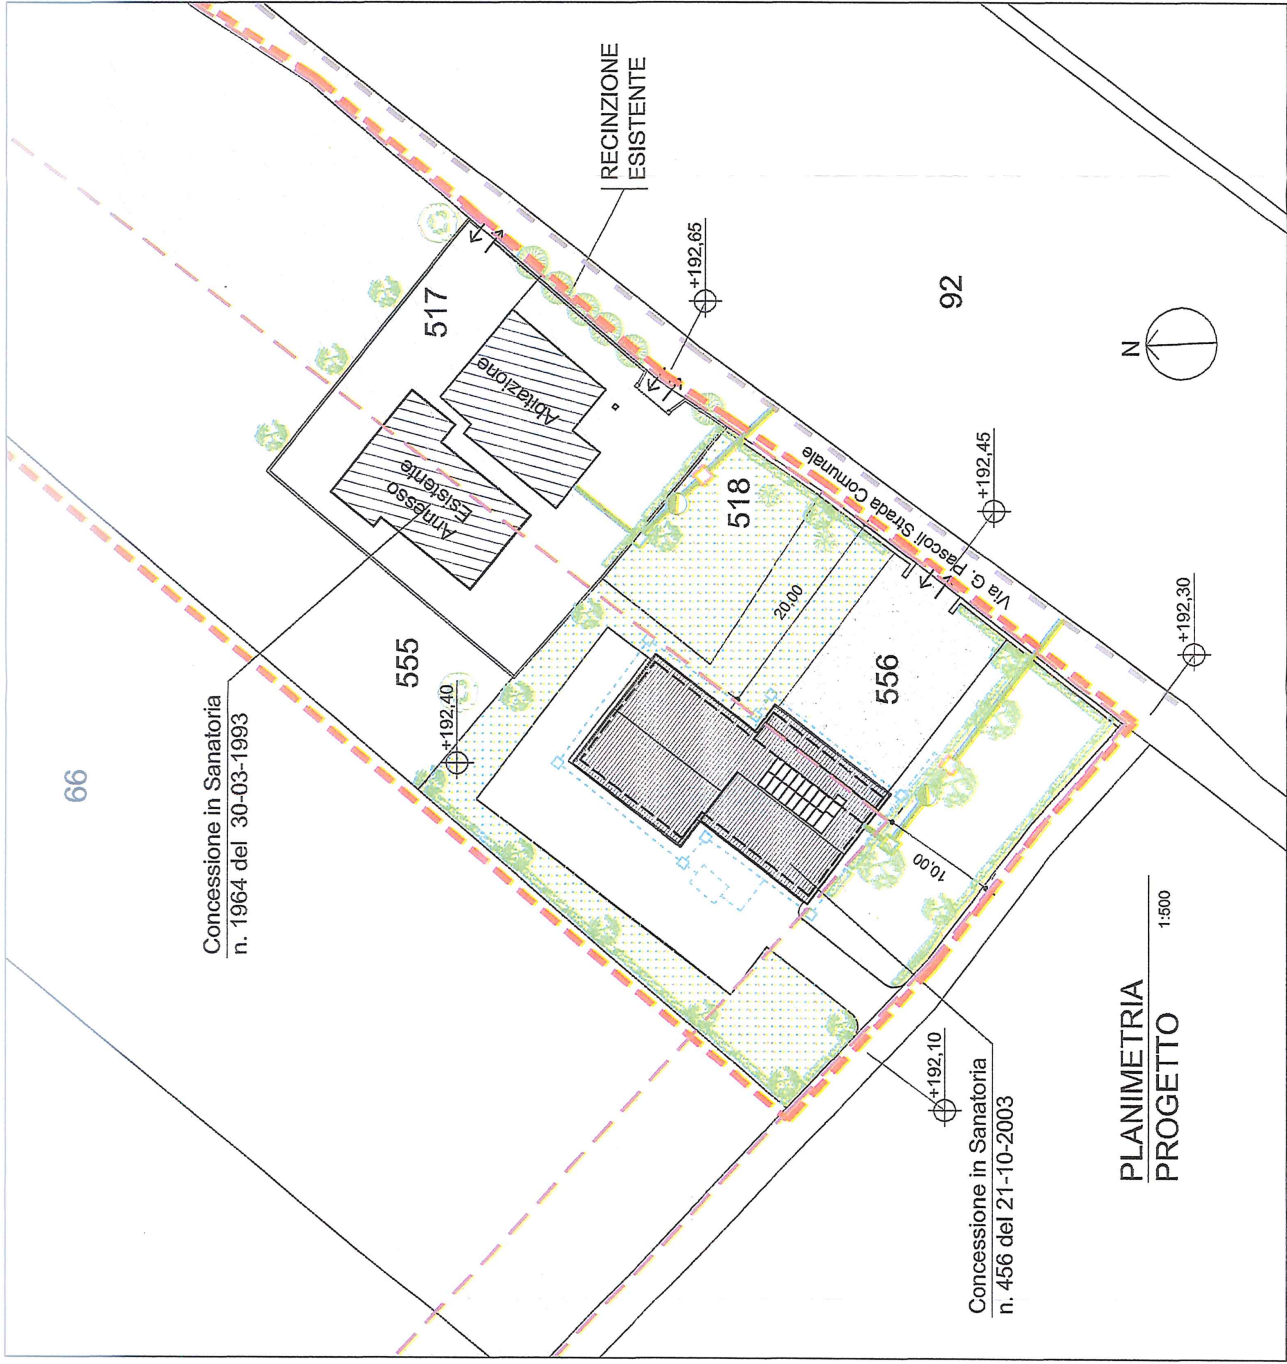 66
Concessione in Sanatoria
n. 1964 del 30-03-1993
RECINZIONE
ESISTENTE
517
Abitazione
Annesso
Esistente
555
+192,40
518
20,00
556
+192,65
92
Via G. Pascoli Strada Comunale
+192,45
N
+192,30
10,00
+192,10
Concessione in Sanatoria
n. 456 del 21-10-2003
PLANIMETRIA
PROGETTO
1:500